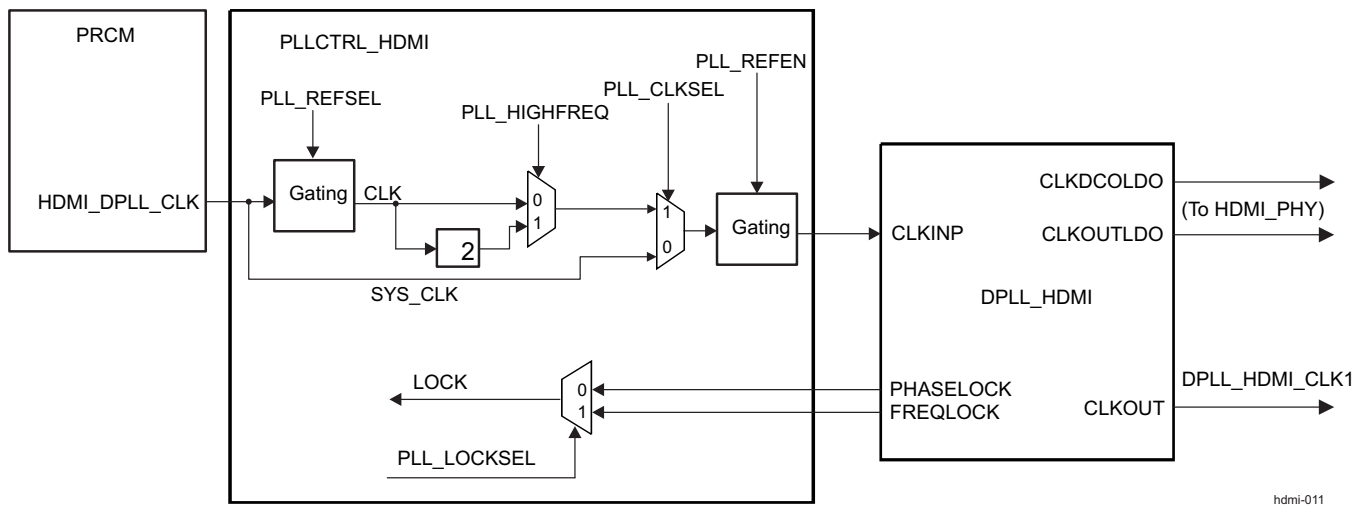 PRCM
PLLCTRL_HDMI
PLL_REFEN
PLL_CLKSEL
PLL_REFSEL
PLL_HIGHFREQ
HDMI_DPLL_CLK
Gating
CLK
0
1
2
1
0
Gating
SYS_CLK
CLKINP
CLKDCOLDO
(To HDMI_PHY)
CLKOUTLDO
DPLL_HDMI
LOCK
0
1
PHASELOCK
FREQLOCK
PLL_LOCKSEL
CLKOUT
DPLL_HDMI_CLK1
hdmi-011